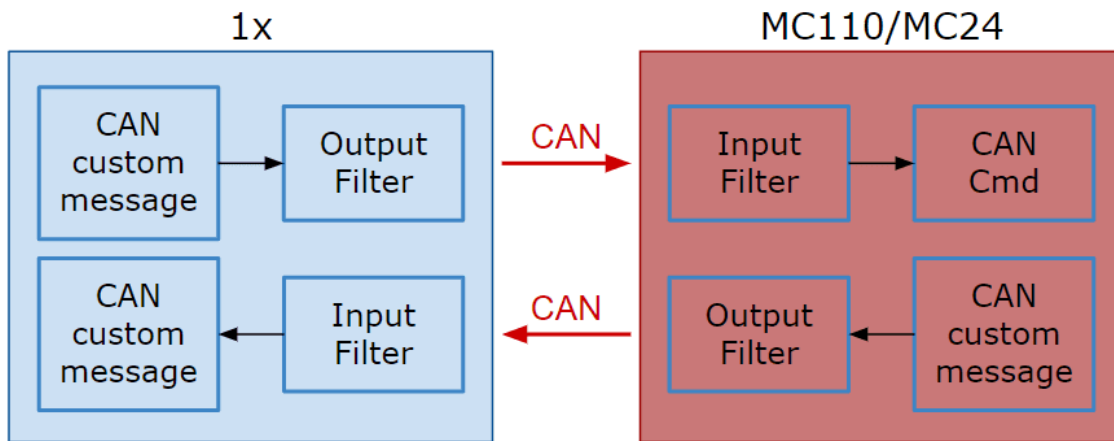 1x
MC110/MC24
CAN
custom
message
Output
Filter
CAN
Input
Filter
CAN
Cmd
CAN
custom
message
Input
Filter
CAN
Output
Filter
CAN
custom
message